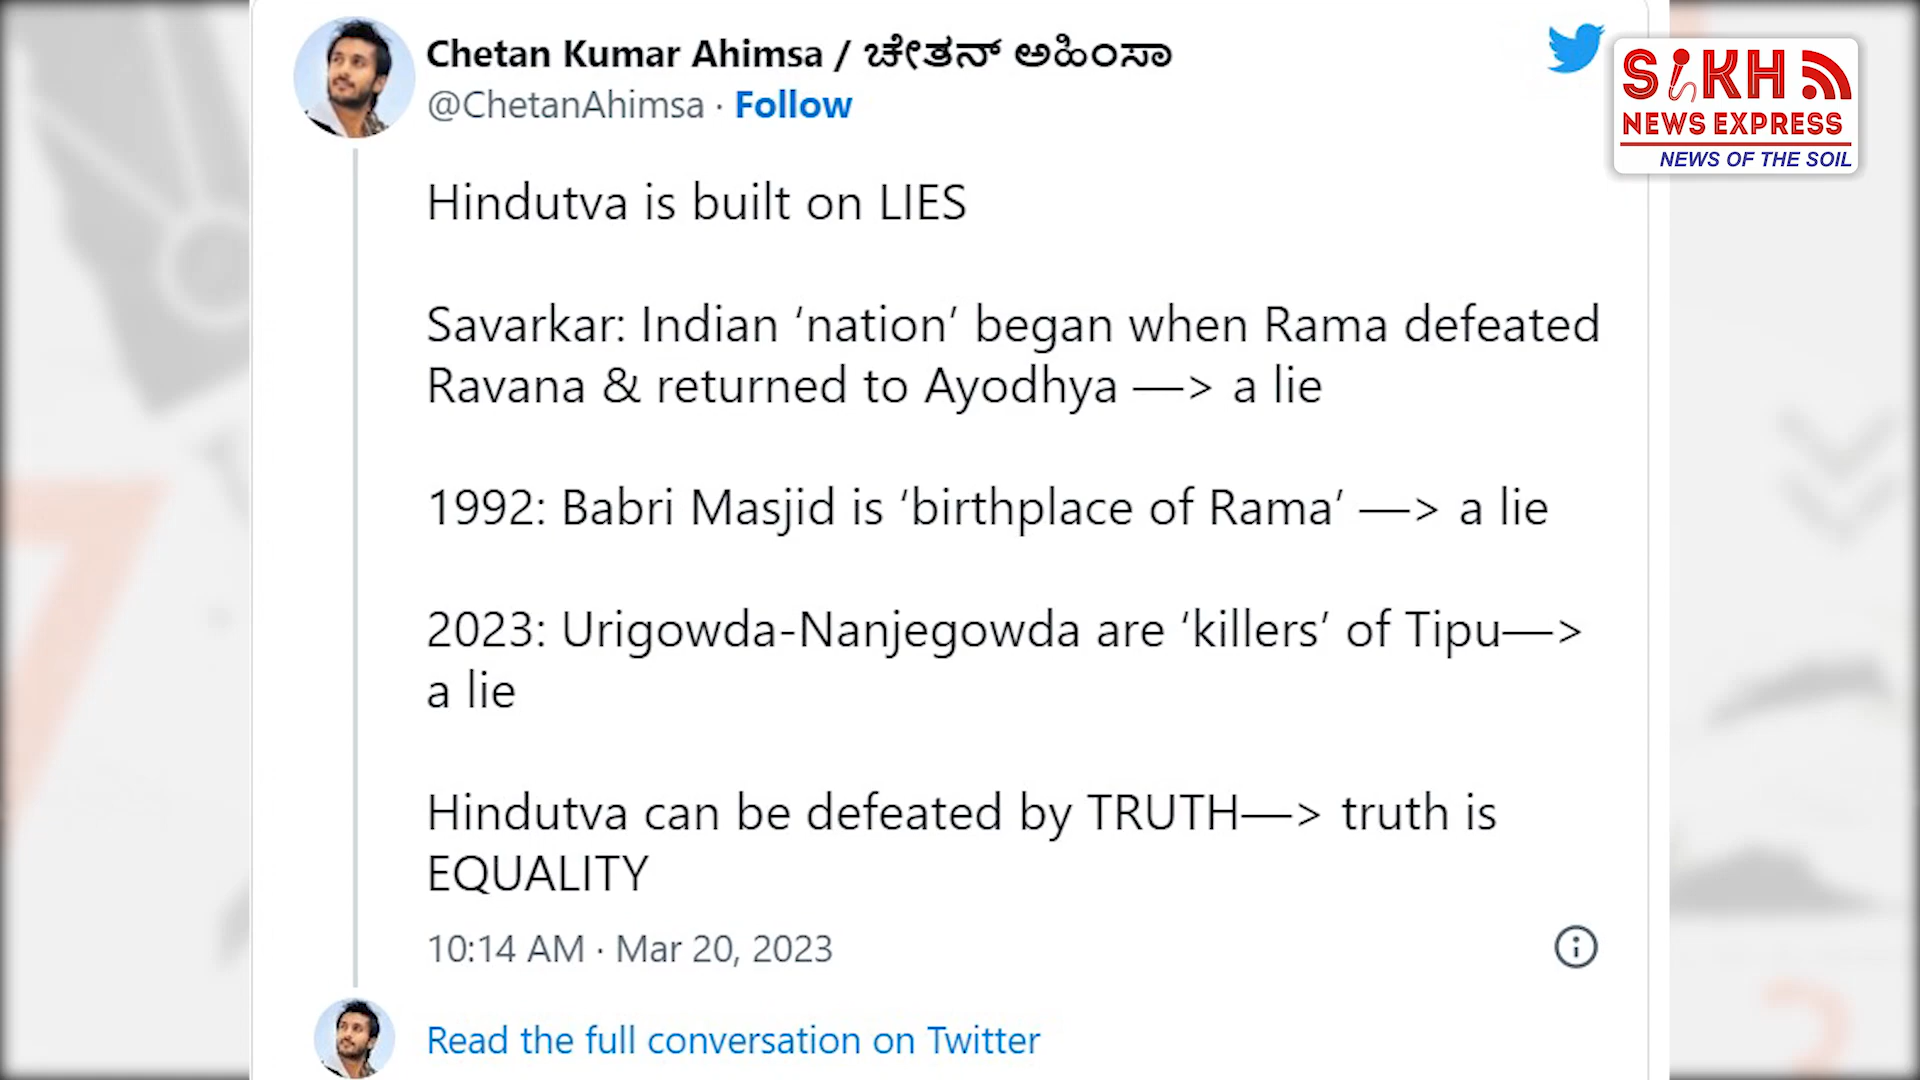 Chetan Kumar Ahimsa / ಚೇತನ್ ಅಹಿಂಸಾ
@ChetanAhimsa · Follow
SIKH
NEWS EXPRESS
NEWS OF THE SOIL
Hindutva is built on LIES
Savarkar: Indian ‘nation’ began when Rama defeated
Ravana & returned to Ayodhya —> a lie
1992: Babri Masjid is ‘birthplace of Rama’ —> a lie
2023: Urigowda-Nanjegowda are ‘killers’ of Tipu—>
a lie
Hindutva can be defeated by TRUTH—> truth is
EQUALITY
10:14 AM · Mar 20, 2023
Read the full conversation on Twitter